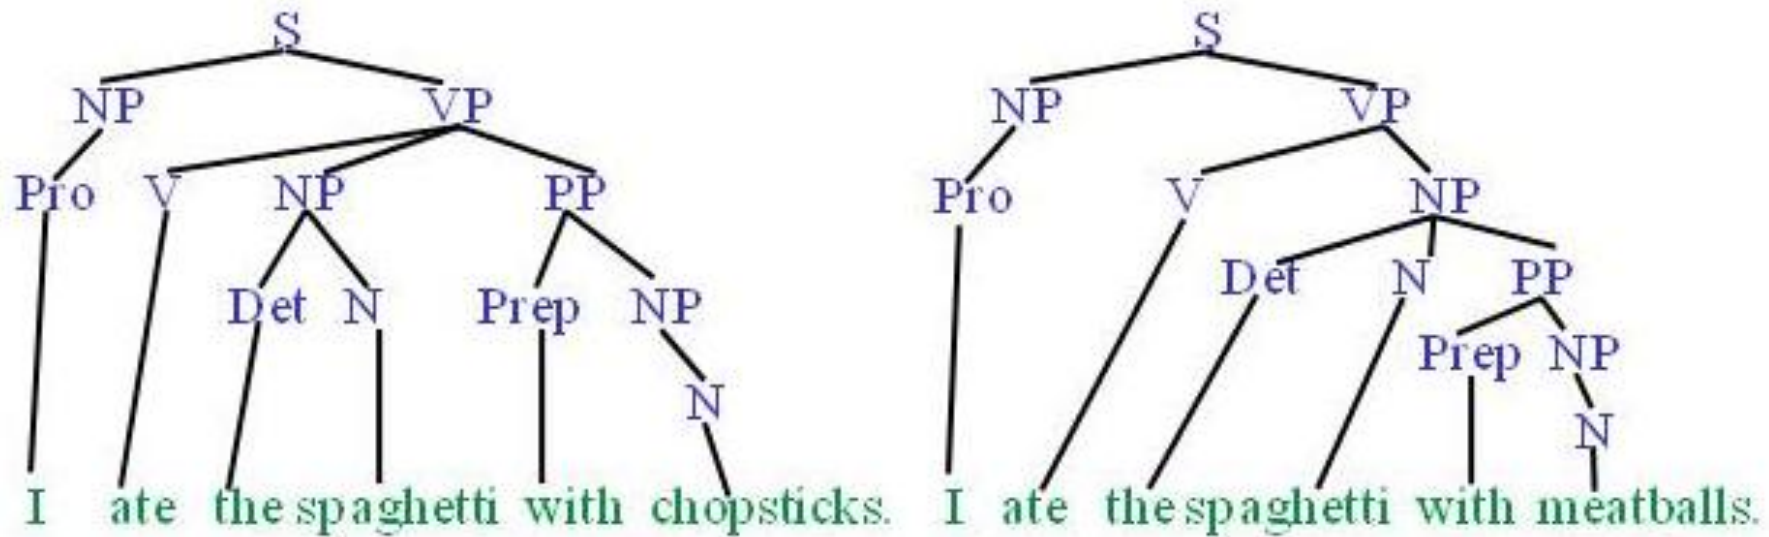 S S
NP VP NP VP
Pro V NP PP Pro V NP
Det N Prep NP Det N PP
N Prep NP
N
I ate the spaghetti with chopsticks. I ate the spaghetti with meatballs.